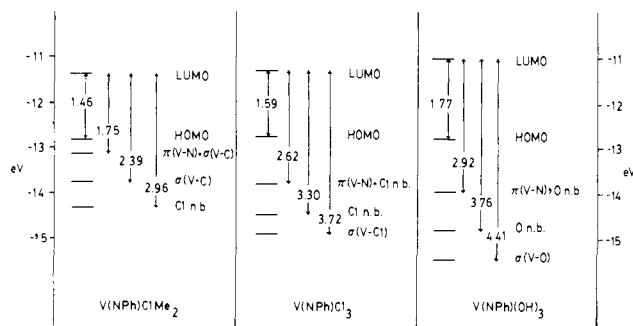 -11
-12
-13
eV
-14
-15
LUMO
1.46
1.75
HOMO
π(V-N)+σ(V-C)
2.39
σ(V-C)
2.96
Cl n.b.
V(NPh)ClMe2
LUMO
1.59
HOMO
2.62
π(V-N)+Cl n.b.
3.30
Cl n.b.
3.72
σ(V-Cl)
V(NPh)Cl3
LUMO
1.77
HOMO
2.92
π(V-N)+O n.b.
3.76
O n.b.
4.41
σ(V-O)
V(NPh)(OH)3
-11
-12
-13
eV
-14
-15